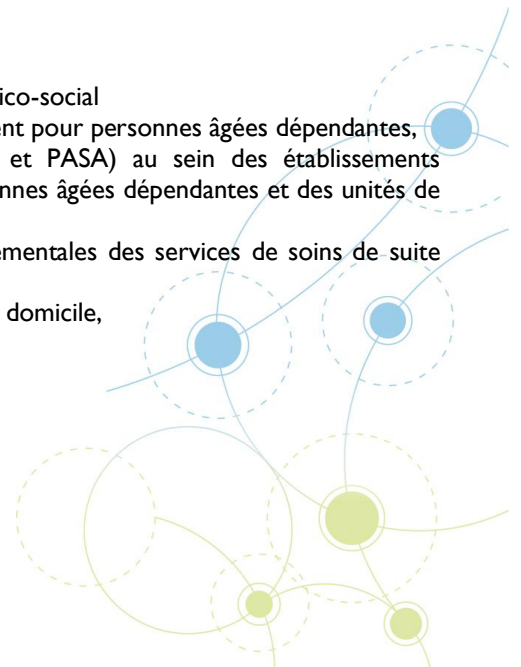 ico-social
ent pour personnes âgées dépendantes,
et PASA) au sein des établissements
nnes âgées dépendantes et des unités de
ementales des services de soins de suite
domicile,